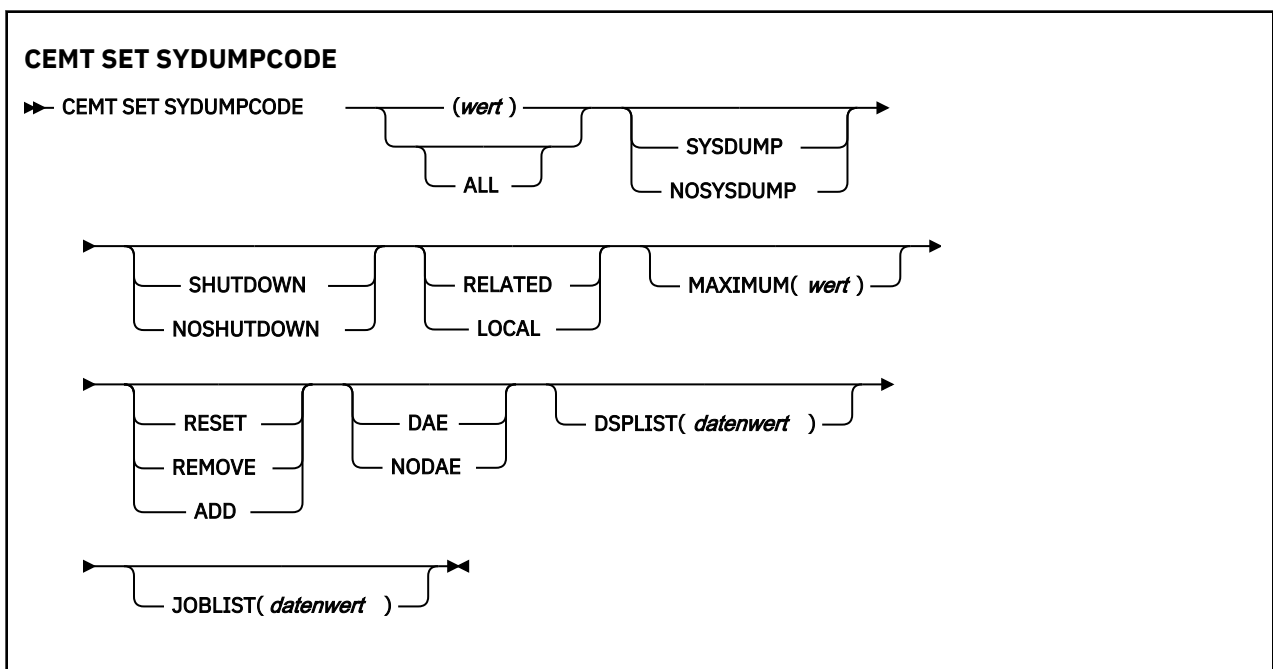 CEMT SET SYDUMPCODE
CEMT SET SYDUMPCODE (wert )
ALL
SYSDUMP
NOSYSDUMP
SHUTDOWN
NOSHUTDOWN
RELATED
LOCAL
MAXIMUM( wert )
RESET
REMOVE
ADD
DAE
NODAE
DSPLIST( datenwert )
JOBLIST( datenwert )